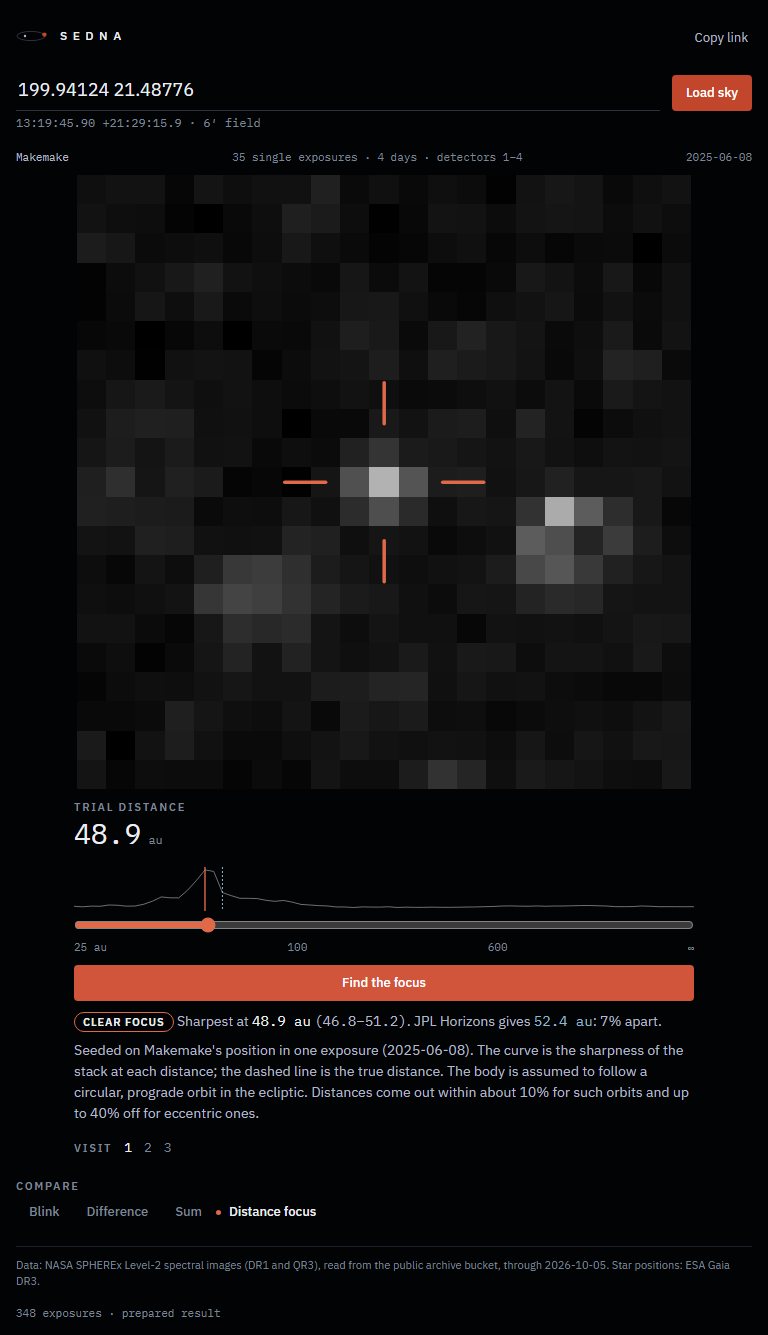 SEDNA
Copy link
199.94124 21.48776
Load sky
13:19:45.90 +21:29:15.9 · 6′ field
Makemake
35 single exposures · 4 days · detectors 1–4
2025-06-08
TRIAL DISTANCE
48.9 au
25 au
100
600
∞
Find the focus
CLEAR FOCUS Sharpest at 48.9 au (46.8–51.2). JPL Horizons gives 52.4 au: 7% apart.
Seeded on Makemake's position in one exposure (2025-06-08). The curve is the sharpness of the
stack at each distance; the dashed line is the true distance. The body is assumed to follow a
circular, prograde orbit in the ecliptic. Distances come out within about 10% for such orbits and up
to 40% off for eccentric ones.
VISIT 1 2 3
COMPARE
Blink Difference Sum Distance focus
Data: NASA SPHEREx Level-2 spectral images (DR1 and QR3), read from the public archive bucket, through 2026-10-05. Star positions: ESA Gaia
DR3.
348 exposures · prepared result